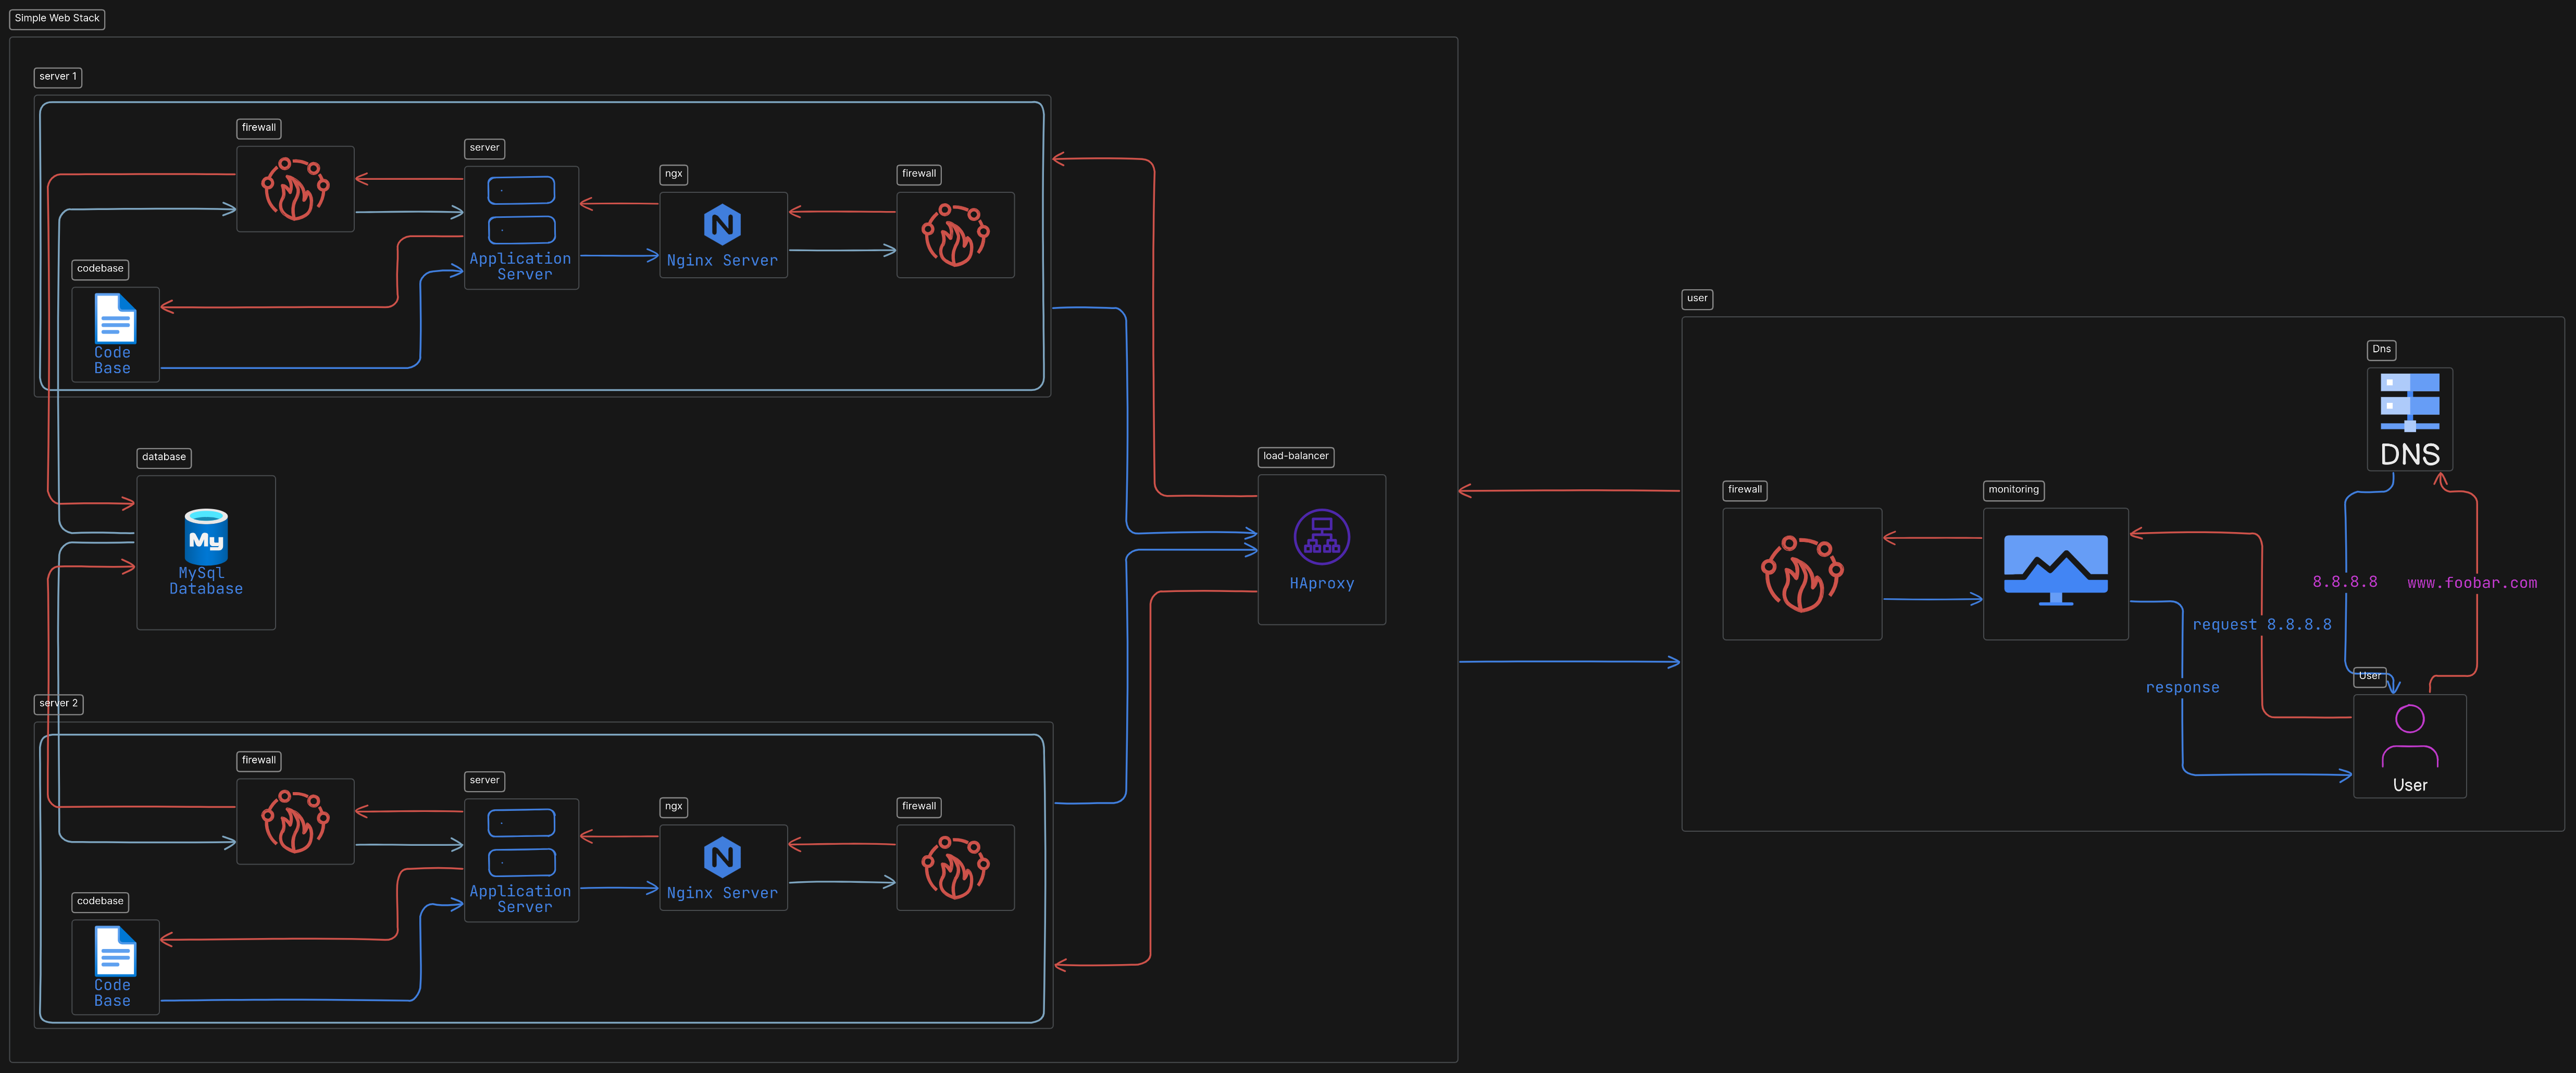 Simple Web Stack
server 1
firewall
server
ngx
firewall
Application
Server
Nginx Server
codebase
Code
Base
database
My
MySql
Database
load-balancer
HAproxy
server 2
firewall
server
ngx
firewall
Application
Server
Nginx Server
codebase
Code
Base
user
Dns
DNS
firewall
monitoring
8.8.8.8
www.foobar.com
request 8.8.8.8
response
User
User